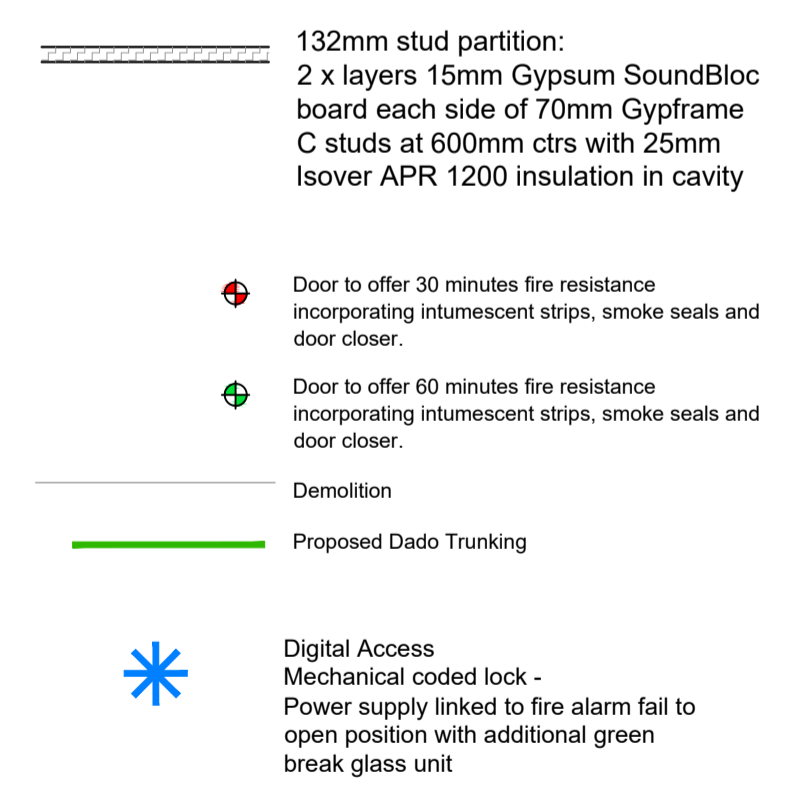 132mm stud partition:
2 x layers 15mm Gypsum SoundBloc
board each side of 70mm Gypframe
C studs at 600mm ctrs with 25mm
Isover APR 1200 insulation in cavity
Door to offer 30 minutes fire resistance
incorporating intumescent strips, smoke seals and
door closer.
Door to offer 60 minutes fire resistance
incorporating intumescent strips, smoke seals and
door closer.
Demolition
Proposed Dado Trunking
Digital Access
Mechanical coded lock -
Power supply linked to fire alarm fail to
open position with additional green
break glass unit